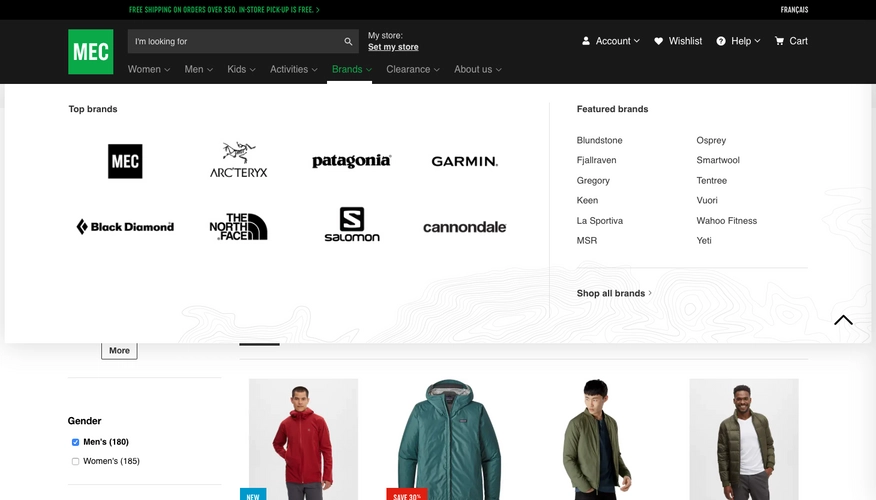 FREE SHIPPING ON ORDERS OVER $50. IN-STORE PICK-UP IS FREE.
FRANÇAIS
MEC
I'm looking for
My store:
Set my store
Account
Wishlist
Help
Cart
Women
Men
Kids
Activities
Brands
Clearance
About us
Top brands
MEC
ARC'TERYX
patagonia®
GARMIN.
Black Diamond
THE NORTH FACE
SALOMON
cannondale
Featured brands
Blundstone
Osprey
Fjallraven
Smartwool
Gregory
Tentree
Keen
Vuori
La Sportiva
Wahoo Fitness
MSR
Yeti
Shop all brands
More
Gender
Men's (180)
Women's (185)
NEW
SAVE 30%